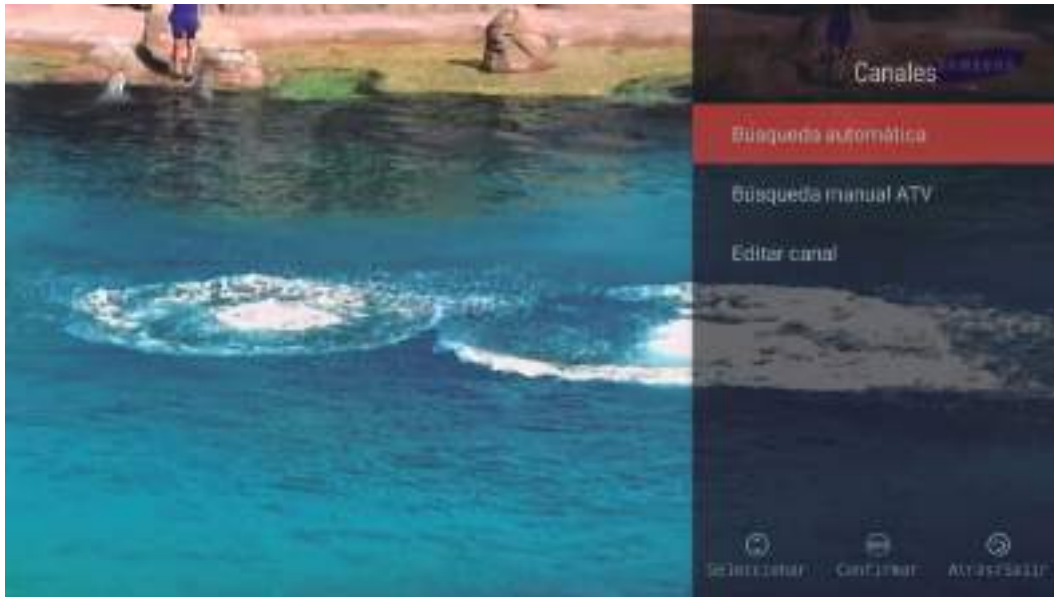 Canales
Búsqueda automática
Búsqueda manual ATV
Editar canal
Seleccionar Confirmar Atrás/Salir